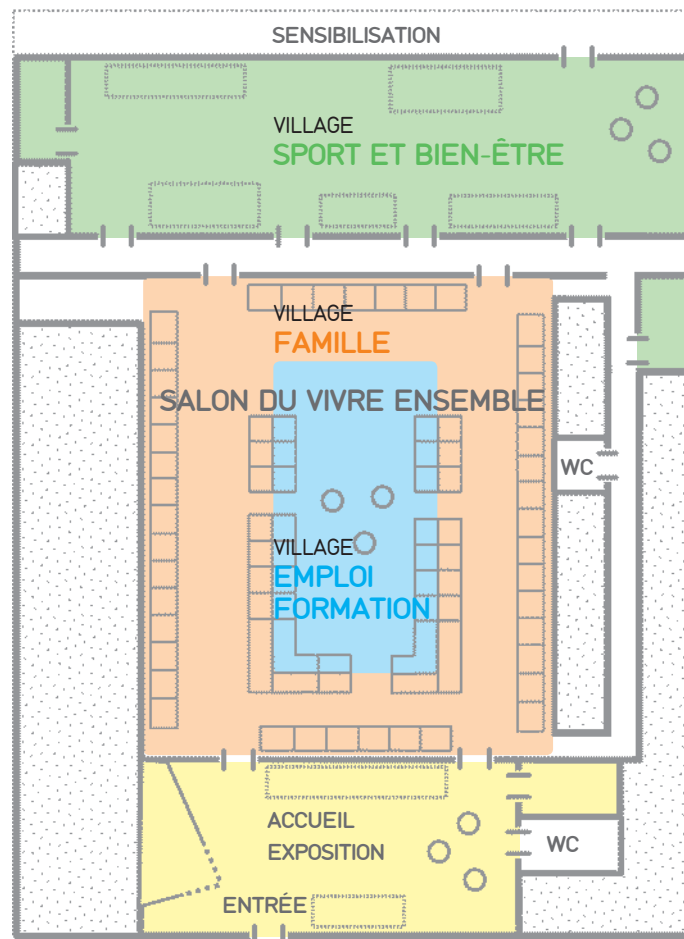 SENSIBILISATION
VILLAGE
SPORT ET BIEN-ÊTRE
VILLAGE
FAMILLE
SALON DU VIVRE ENSEMBLE
WC
VILLAGE
EMPLOI
FORMATION
ACCUEIL
EXPOSITION
WC
ENTRÉE